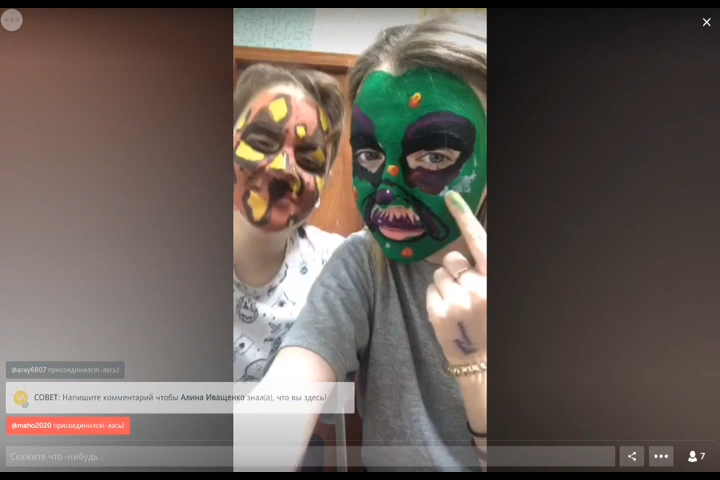 @aray6807 присоединился(-лась)
СОВЕТ: Напишите комментарий чтобы Алина Иващенко знал(а), что вы здесь!
@maho2020 присоединился(-лась)
Скажите что-нибудь...
7